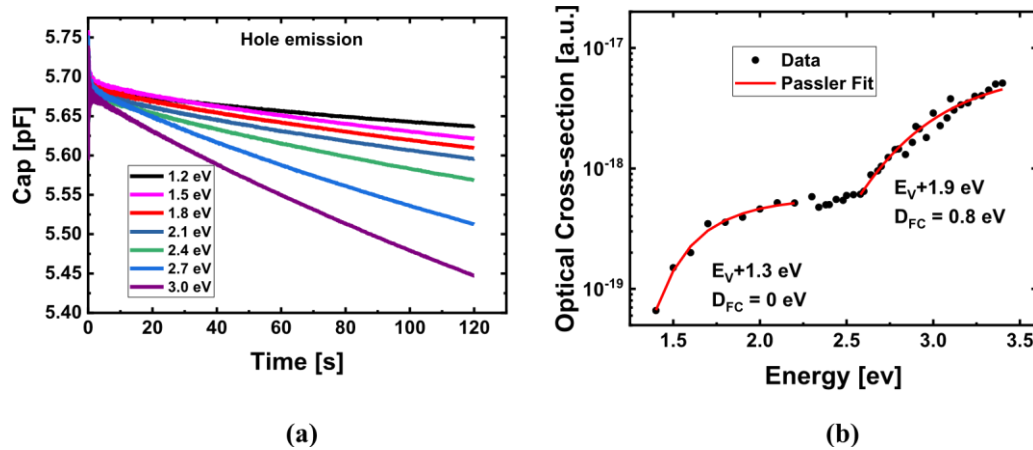 (a)
Hole emission
Cap [pF]
5.75
5.70
5.65
5.60
5.55
5.50
5.45
5.40
1.2 eV
1.5 eV
1.8 eV
2.1 eV
2.4 eV
2.7 eV
3.0 eV
0 20 40 60 80 100 120
Time [s]
(a)
(b)
Optical Cross-section [a.u.]
10-17
10-18
10-19
Data
Passler Fit
EV+1.9 eV
DFC = 0.8 eV
EV+1.3 eV
DFC = 0 eV
1.5 2.0 2.5 3.0 3.5
Energy [ev]
(b)